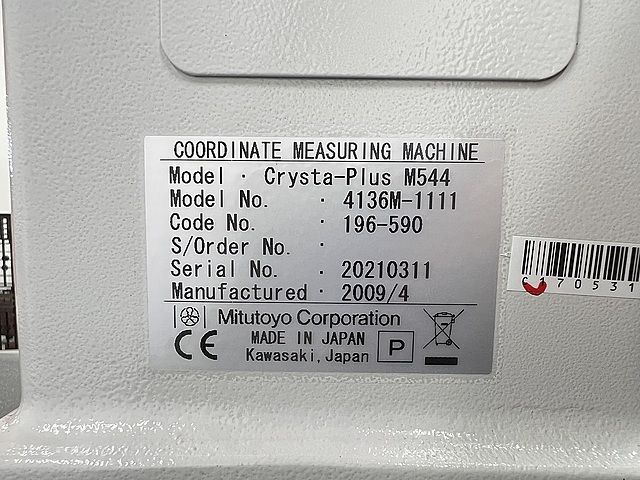 COORDINATE MEASURING MACHINE
Model · Crysta-Plus M544
Model No. · 4136M-1111
Code No. · 196-590
S/Order No. ·
Serial No. · 20210311
Manufactured · 2009/4
Mitutoyo Corporation
CE MADE IN JAPAN P
Kawasaki, Japan
70531